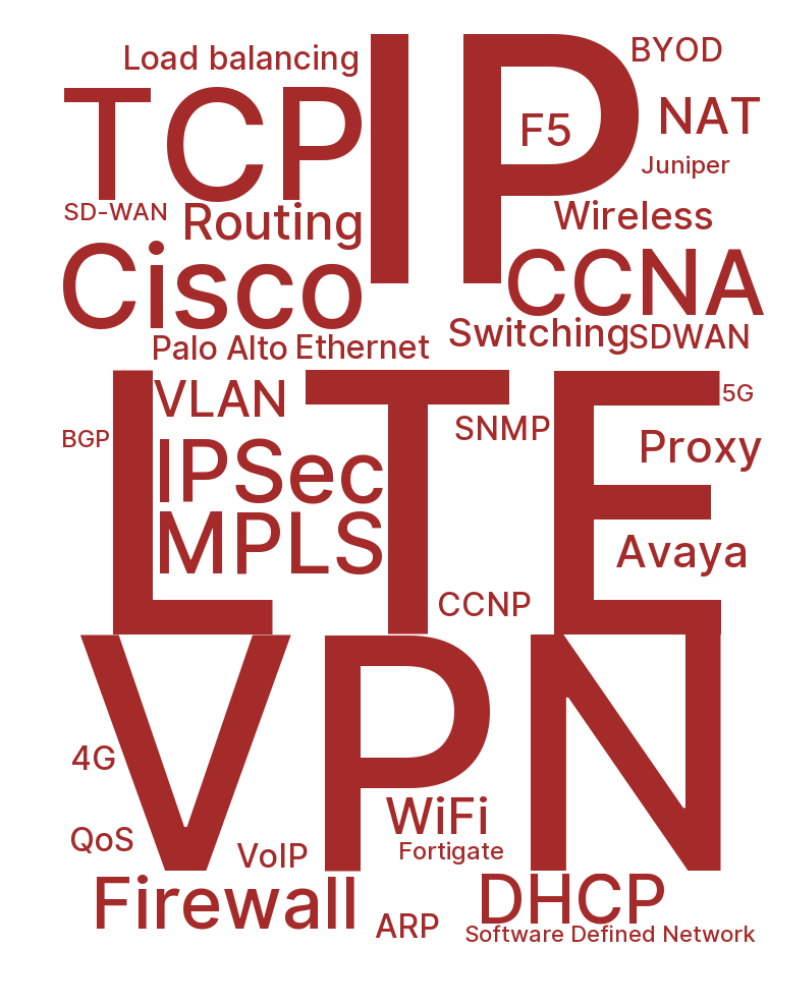 Load balancing
IP
BYOD
TCP
F5
NAT
Juniper
SD-WAN
Routing
Wireless
Cisco
CCNA
Palo Alto
Ethernet
Switching
SDWAN
LTE
VLAN
5G
SNMP
BGP
Proxy
IPSec
MPLS
Avaya
CCNP
VPN
4G
WiFi
QoS
VoIP
Fortigate
Firewall
DHCP
ARP
Software Defined Network